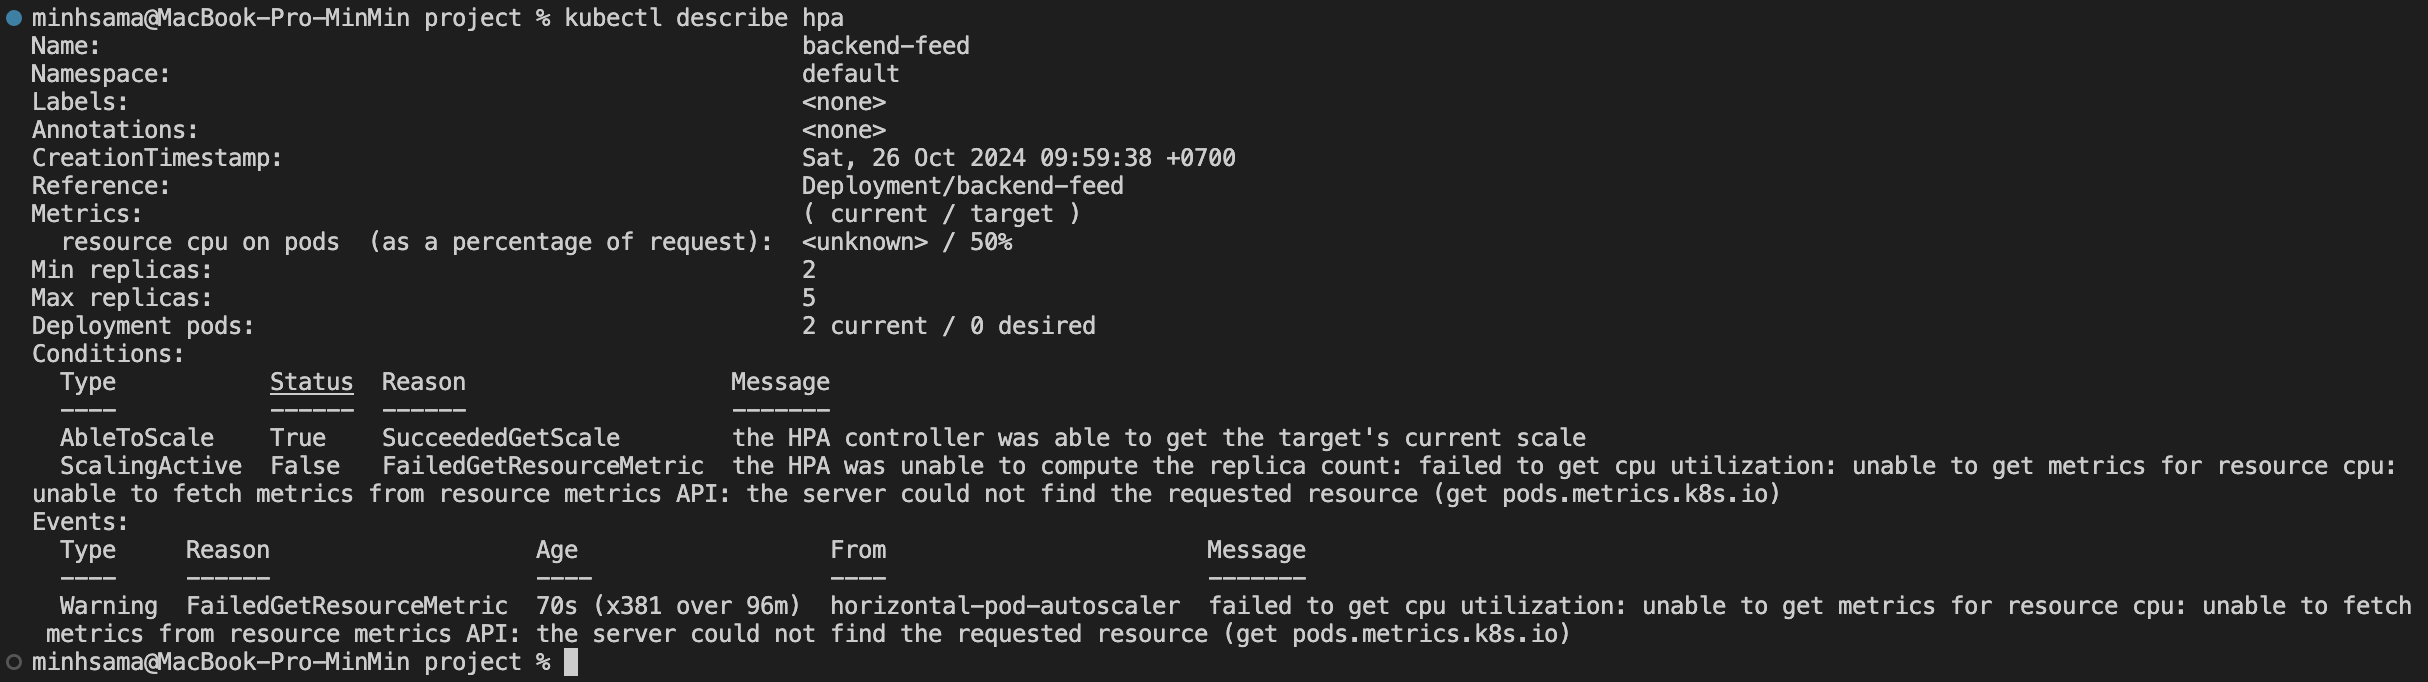 minhsama@MacBook-Pro-MinMin project % kubectl describe hpa
Name: backend-feed
Namespace: default
Labels: <none>
Annotations: <none>
CreationTimestamp: Sat, 26 Oct 2024 09:59:38 +0700
Reference: Deployment/backend-feed
Metrics: ( current / target )
  resource cpu on pods  (as a percentage of request):  <unknown> / 50%
Min replicas: 2
Max replicas: 5
Deployment pods: 2 current / 0 desired
Conditions:
  Type           Status  Reason                   Message
  ----           ------  ------                   -------
  AbleToScale    True    SucceededGetScale        the HPA controller was able to get the target's current scale
  ScalingActive  False   FailedGetResourceMetric  the HPA was unable to compute the replica count: failed to get cpu utilization: unable to get metrics for resource cpu:
unable to fetch metrics from resource metrics API: the server could not find the requested resource (get pods.metrics.k8s.io)
Events:
  Type     Reason                   Age                  From                       Message
  ----     ------                   ----                 ----                       -------
  Warning  FailedGetResourceMetric  70s (x381 over 96m)  horizontal-pod-autoscaler  failed to get cpu utilization: unable to get metrics for resource cpu: unable to fetch
 metrics from resource metrics API: the server could not find the requested resource (get pods.metrics.k8s.io)
minhsama@MacBook-Pro-MinMin project %